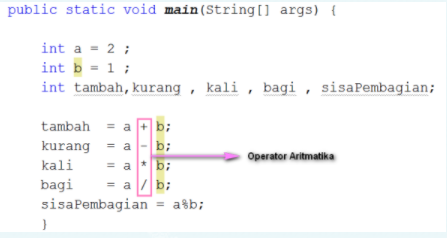 public static void main(String[] args) {
int a = 2 ;
int b = 1 ;
int tambah,kurang , kali , bagi , sisaPembagian;
tambah = a + b;
kurang = a - b;
kali = a * b;
bagi = a / b;
sisaPembagian = a%b;
}
Operator Aritmatika